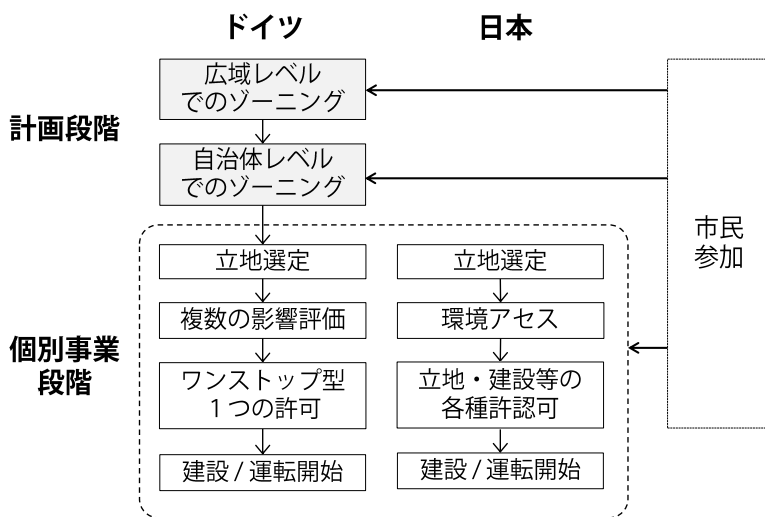 ドイツ
日本
計画段階
広域レベル
でのゾーニング
自治体レベル
でのゾーニング
市民
参加
個別事業
段階
立地選定
立地選定
複数の影響評価
環境アセス
ワンストップ型
1つの許可
立地・建設等の
各種許認可
建設 / 運転開始
建設 / 運転開始